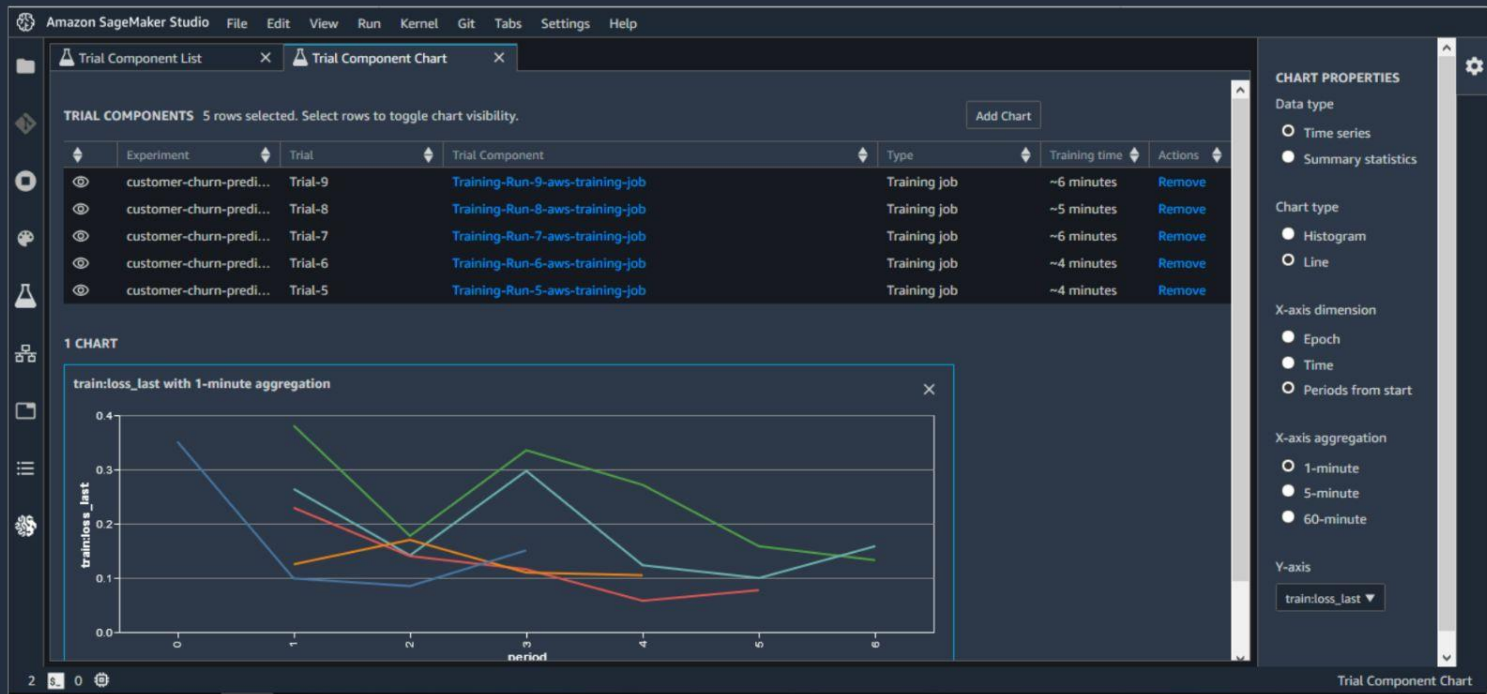 Amazon SageMaker Studio File Edit View Run Kernel Git Tabs Settings Help
Trial Component List Trial Component Chart
TRIAL COMPONENTS 5 rows selected. Select rows to toggle chart visibility. Add Chart
Experiment Trial Trial Component Type Training time Actions
customer-churn-predi... Trial-9 Training-Run-9-aws-training-job Training job ~6 minutes Remove
customer-churn-predi... Trial-8 Training-Run-8-aws-training-job Training job ~5 minutes Remove
customer-churn-predi... Trial-7 Training-Run-7-aws-training-job Training job ~6 minutes Remove
customer-churn-predi... Trial-6 Training-Run-6-aws-training-job Training job ~4 minutes Remove
customer-churn-predi... Trial-5 Training-Run-5-aws-training-job Training job ~4 minutes Remove
1 CHART
train:loss_last with 1-minute aggregation
train:loss_last
0.4
0.3
0.2
0.1
0.0
0 1 2 3 4 5 6
period
CHART PROPERTIES
Data type
Time series
Summary statistics
Chart type
Histogram
Line
X-axis dimension
Epoch
Time
Periods from start
X-axis aggregation
1-minute
5-minute
60-minute
Y-axis
train:loss_last
2 $_ 0 Trial Component Chart